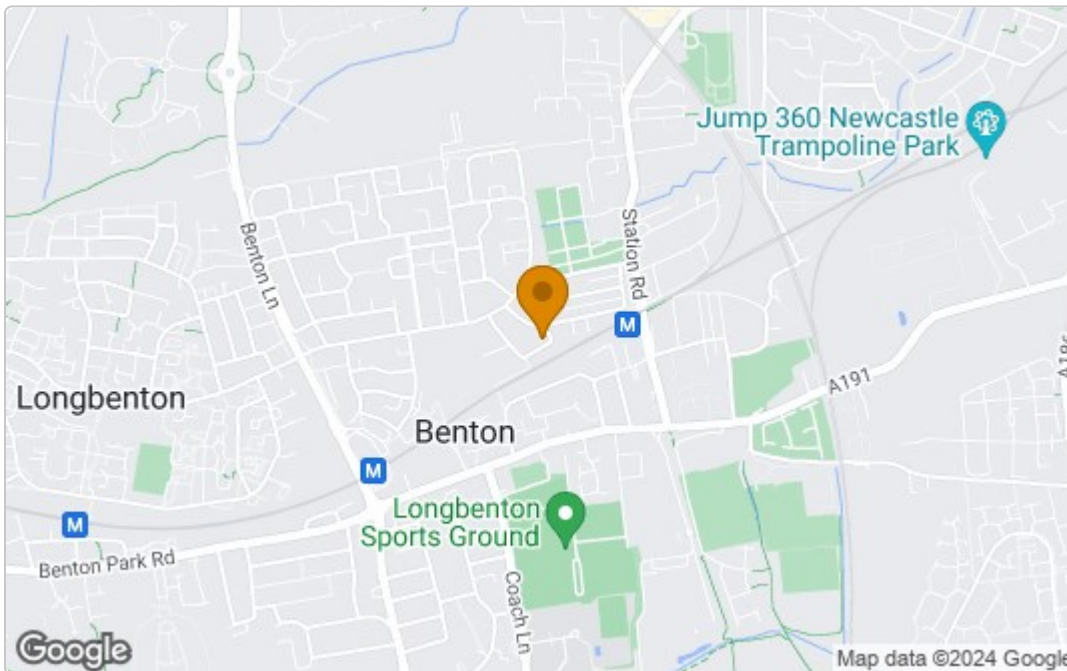 Jump 360 Newcastle
Trampoline Park
Station Rd
Benton Ln
M
A191
A186
Longbenton
Benton
M
Longbenton
Sports Ground
M
Benton Park Rd
Coach Ln
Google
Map data ©2024 Google